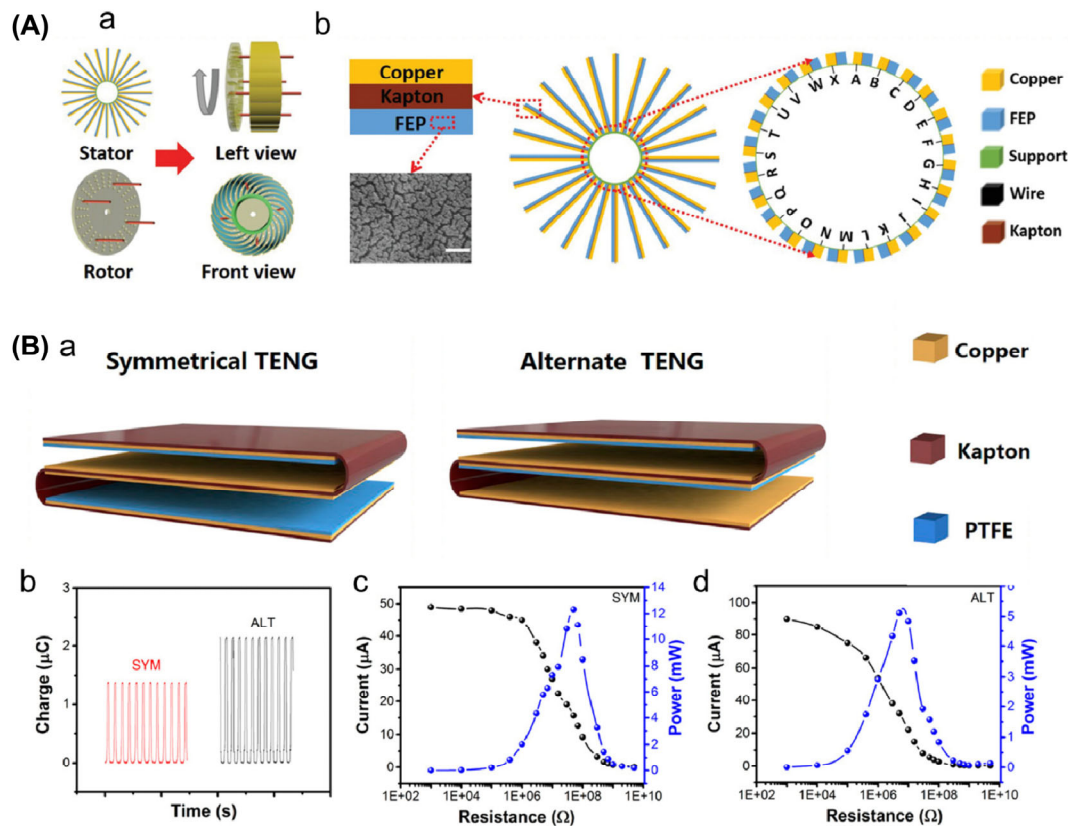 (A) a
Stator
Left view
Rotor
Front view
b
Copper
Kapton
FEP
A B C D E F G H I J K L M N O P Q R S T U V W X
Copper
FEP
Support
Wire
Kapton
(B) a
Symmetrical TENG
Alternate TENG
Copper
Kapton
PTFE
b
Charge (μC)
3
2
1
0
SYM
ALT
Time (s)
c
SYM
Current (μA)
50
40
30
20
10
0
Power (mW)
14
12
10
8
6
4
2
0
1E+02 1E+04 1E+06 1E+08 1E+10
Resistance (Ω)
d
ALT
Current (μA)
100
80
60
40
20
0
Power (mW)
5
4
3
2
1
0
1E+02 1E+04 1E+06 1E+08 1E+10
Resistance (Ω)